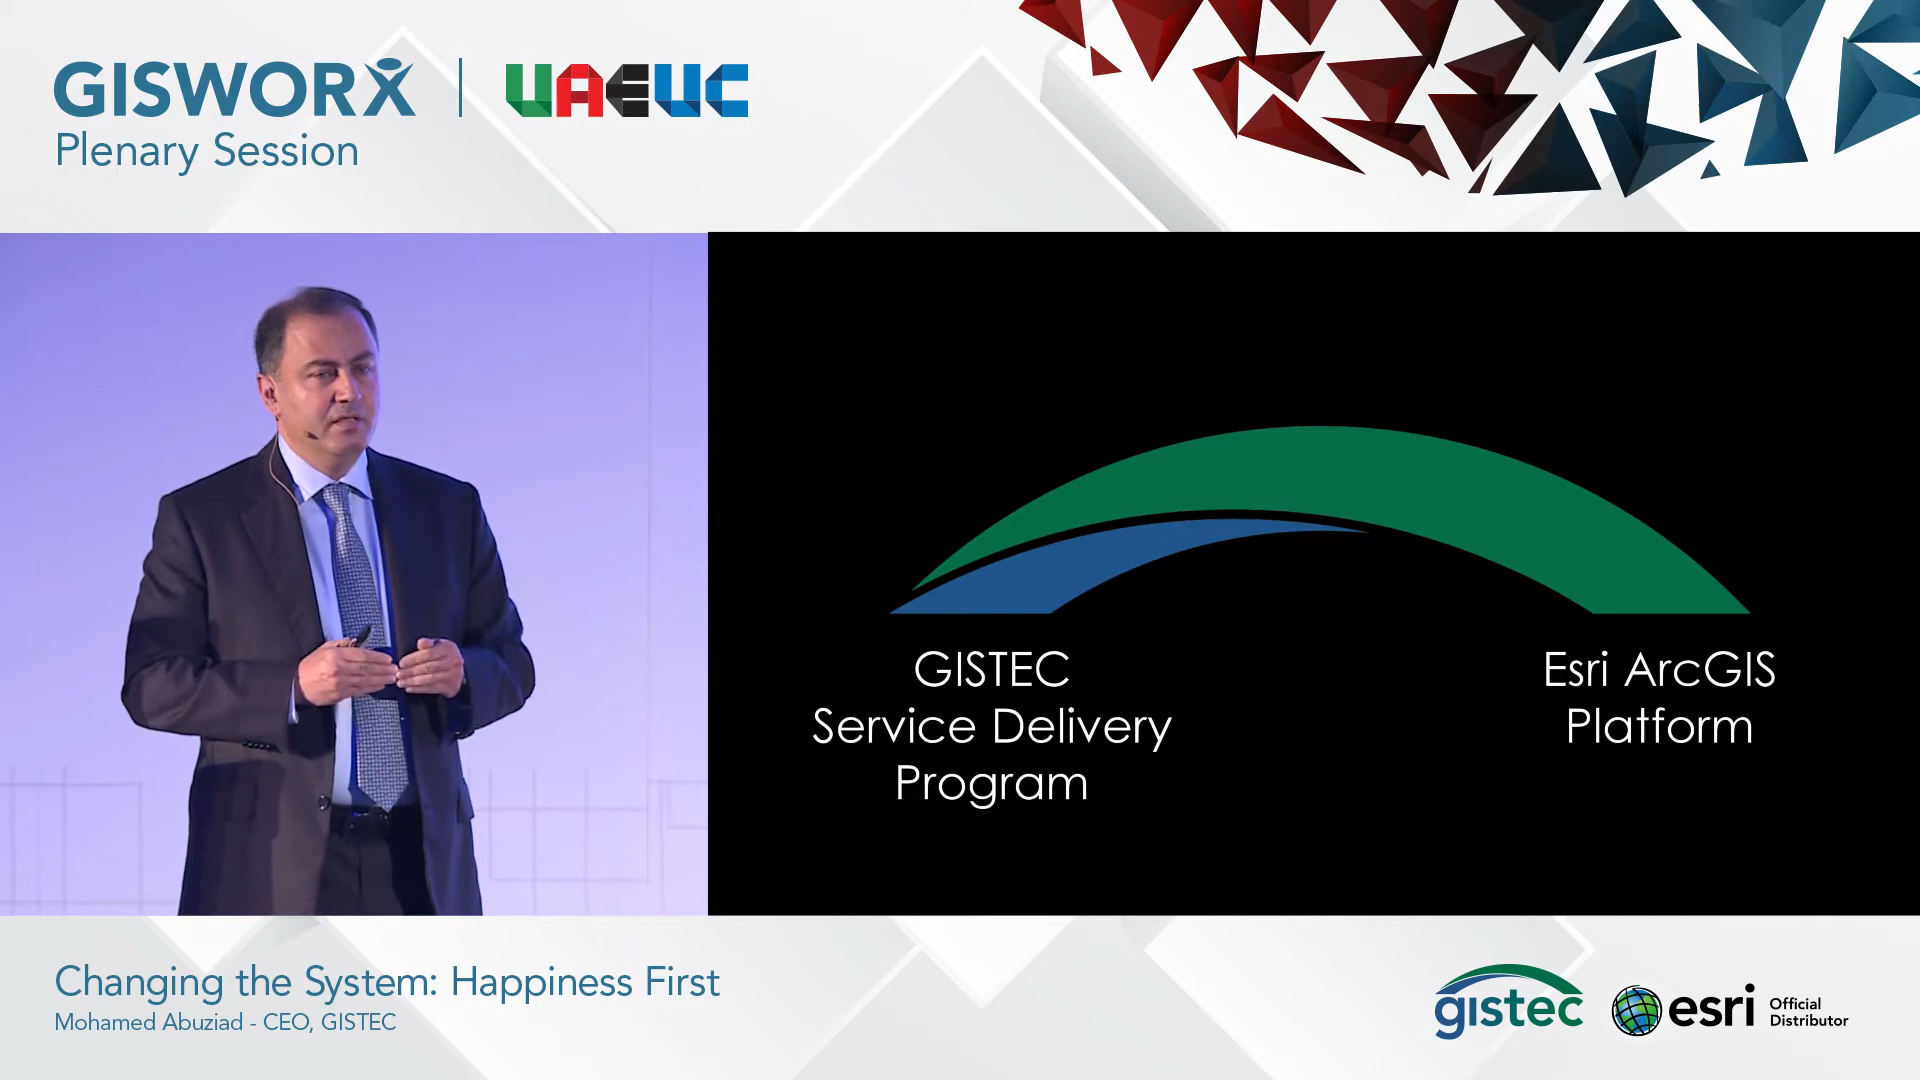 GISWORX
UAEUC
Plenary Session
GISTEC
Service Delivery
Program
Esri ArcGIS
Platform
Changing the System: Happiness First
Mohamed Abuziad - CEO, GISTEC
gistec
esri
Official
Distributor